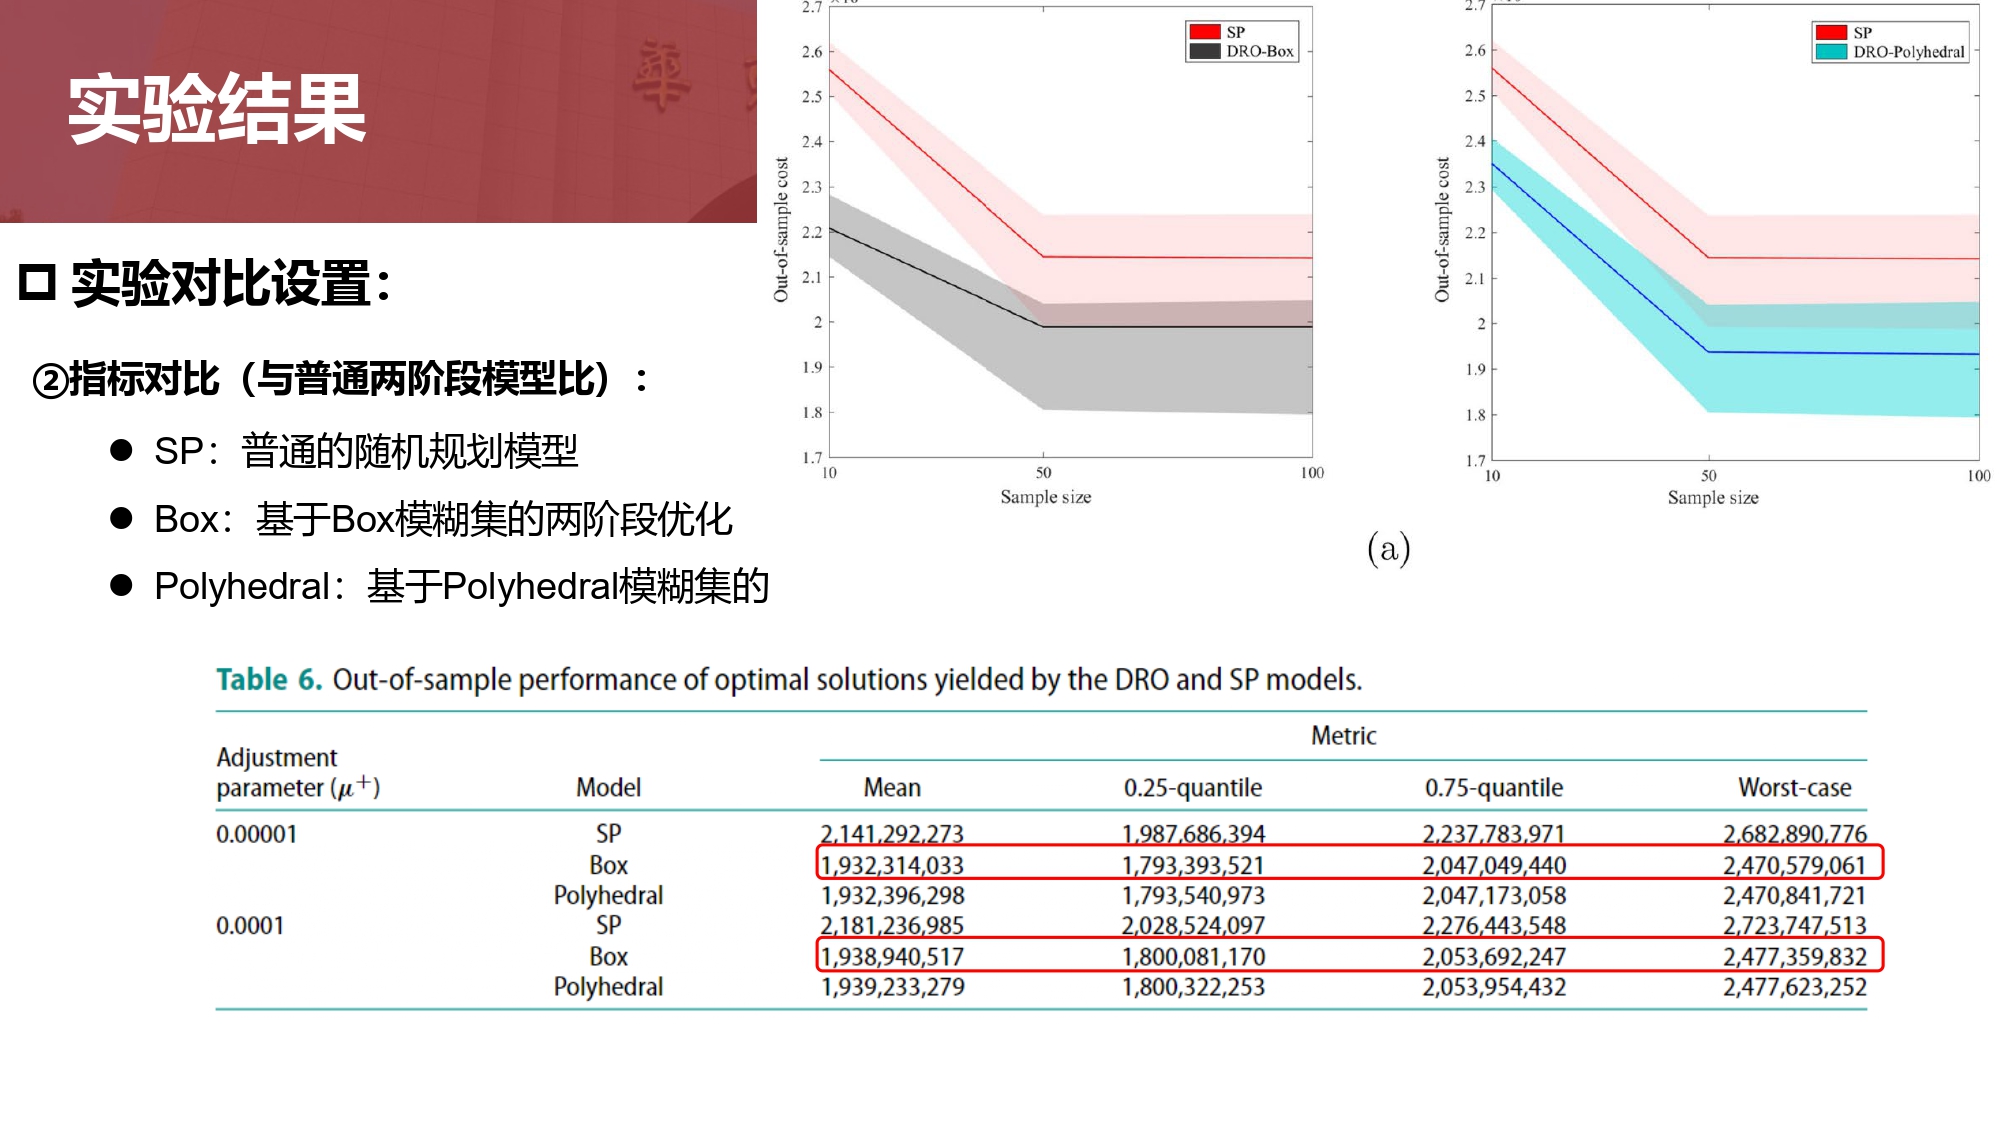 实验结果
实验对比设置：
②指标对比（与普通两阶段模型比）：
SP：普通的随机规划模型
Box：基于Box模糊集的两阶段优化
Polyhedral：基于Polyhedral模糊集的
2.7
2.6
2.5
2.4
2.3
2.2
2.1
2
1.9
1.8
1.7
Out-of-sample cost
SP
DRO-Box
10 50 100
Sample size
2.7
2.6
2.5
2.4
2.3
2.2
2.1
2
1.9
1.8
1.7
Out-of-sample cost
SP
DRO-Polyhedral
10 50 100
Sample size
(a)
Table 6. Out-of-sample performance of optimal solutions yielded by the DRO and SP models.
Metric
Adjustment
parameter (μ⁺) Model Mean 0.25-quantile 0.75-quantile Worst-case
0.00001 SP 2,141,292,273 1,987,686,394 2,237,783,971 2,682,890,776
Box 1,932,314,033 1,793,393,521 2,047,049,440 2,470,579,061
Polyhedral 1,932,396,298 1,793,540,973 2,047,173,058 2,470,841,721
0.0001 SP 2,181,236,985 2,028,524,097 2,276,443,548 2,723,747,513
Box 1,938,940,517 1,800,081,170 2,053,692,247 2,477,359,832
Polyhedral 1,939,233,279 1,800,322,253 2,053,954,432 2,477,623,252